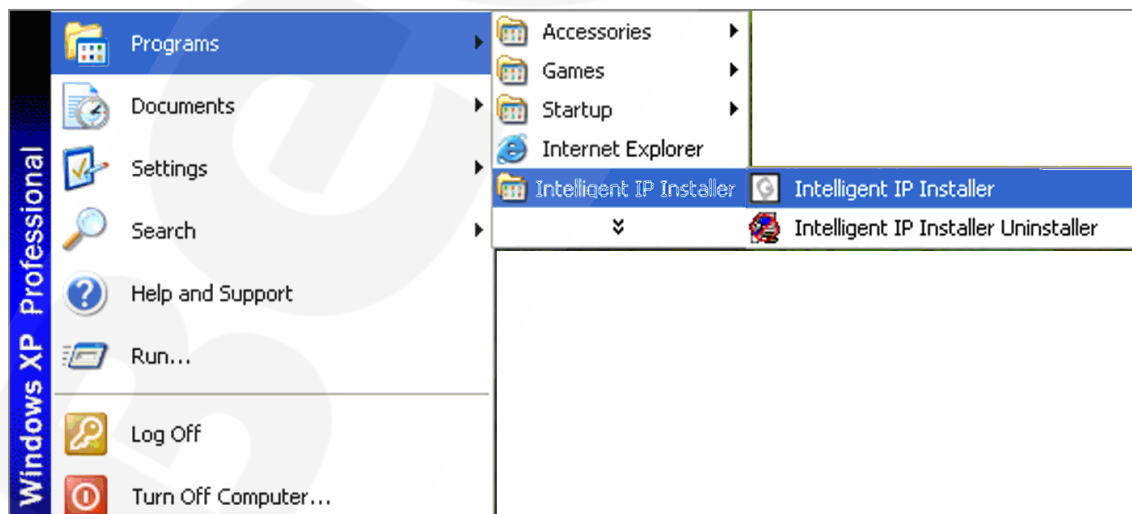 Windows XP Professional
Programs
Documents
Settings
Search
Help and Support
Run...
Log Off
Turn Off Computer...
Accessories
Games
Startup
Internet Explorer
Intelligent IP Installer
Intelligent IP Installer
Intelligent IP Installer Uninstaller